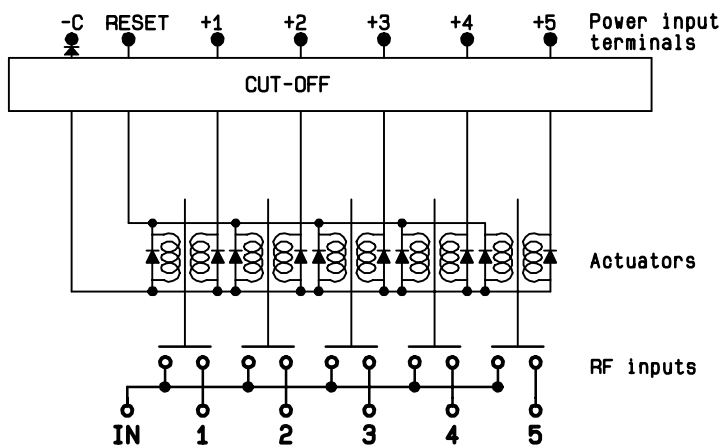 -C RESET +1 +2 +3 +4 +5 Power input
terminals
CUT-OFF
Actuators
RF inputs
IN 1 2 3 4 5